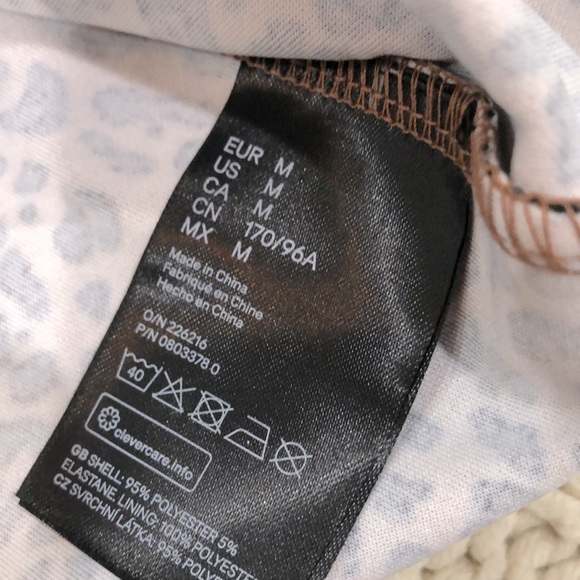 EUR M
US M
CA M
CN 170/96A
MX M
Made in China
Fabriqué en Chine
Hecho en China
O/N 226216
P/N 0803378 0
40
clevercare.info
GB SHELL: 95% POLYESTER 5%
ELASTANE. LINING: 100% POLYESTER
CZ SVRCHNÍ LÁTKA: 95%